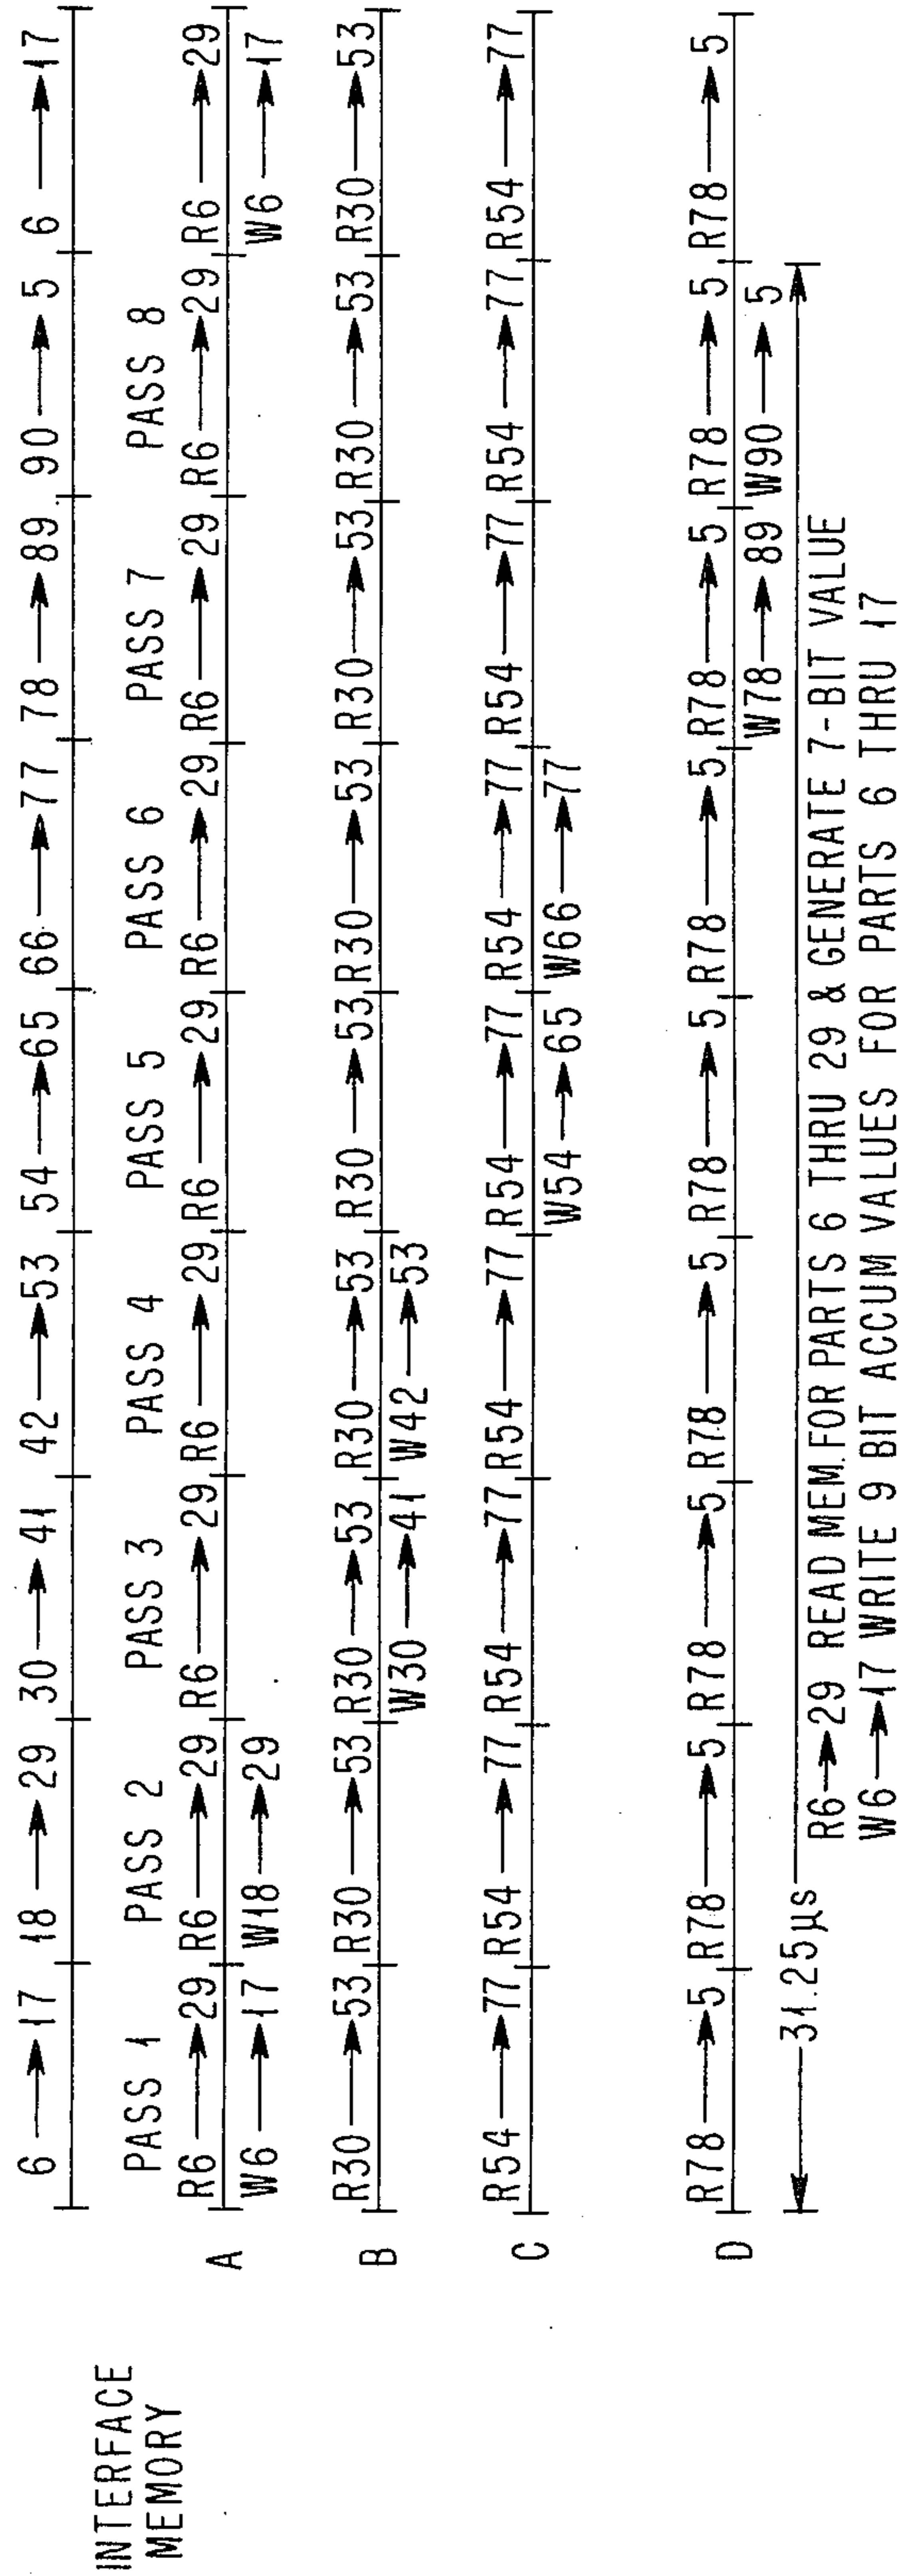 6 → 17 18 → 29 30 → 41 42 → 53 54 → 65 66 → 77 78 → 89 90 → 5 6 → 17
INTERFACE
MEMORY
PASS 1 PASS 2 PASS 3 PASS 4 PASS 5 PASS 6 PASS 7 PASS 8
A R6 → 29 R6 → 29 R6 → 29 R6 → 29 R6 → 29 R6 → 29 R6 → 29 R6 → 29 R6 → 29
W6 → 17 W18 → 29 W6 → 17
B R30 → 53 R30 → 53 R30 → 53 R30 → 53 R30 → 53 R30 → 53 R30 → 53 R30 → 53 R30 → 53
W30 → 41 W42 → 53
C R54 → 77 R54 → 77 R54 → 77 R54 → 77 R54 → 77 R54 → 77 R54 → 77 R54 → 77 R54 → 77
W54 → 65 W66 → 77
D R78 → 5 R78 → 5 R78 → 5 R78 → 5 R78 → 5 R78 → 5 R78 → 5 R78 → 5 R78 → 5
W78 → 89 W90 → 5
31.25µs
R6 → 29 READ MEM. FOR PARTS 6 THRU 29 & GENERATE 7-BIT VALUE
W6 → 17 WRITE 9 BIT ACCUM VALUES FOR PARTS 6 THRU 17